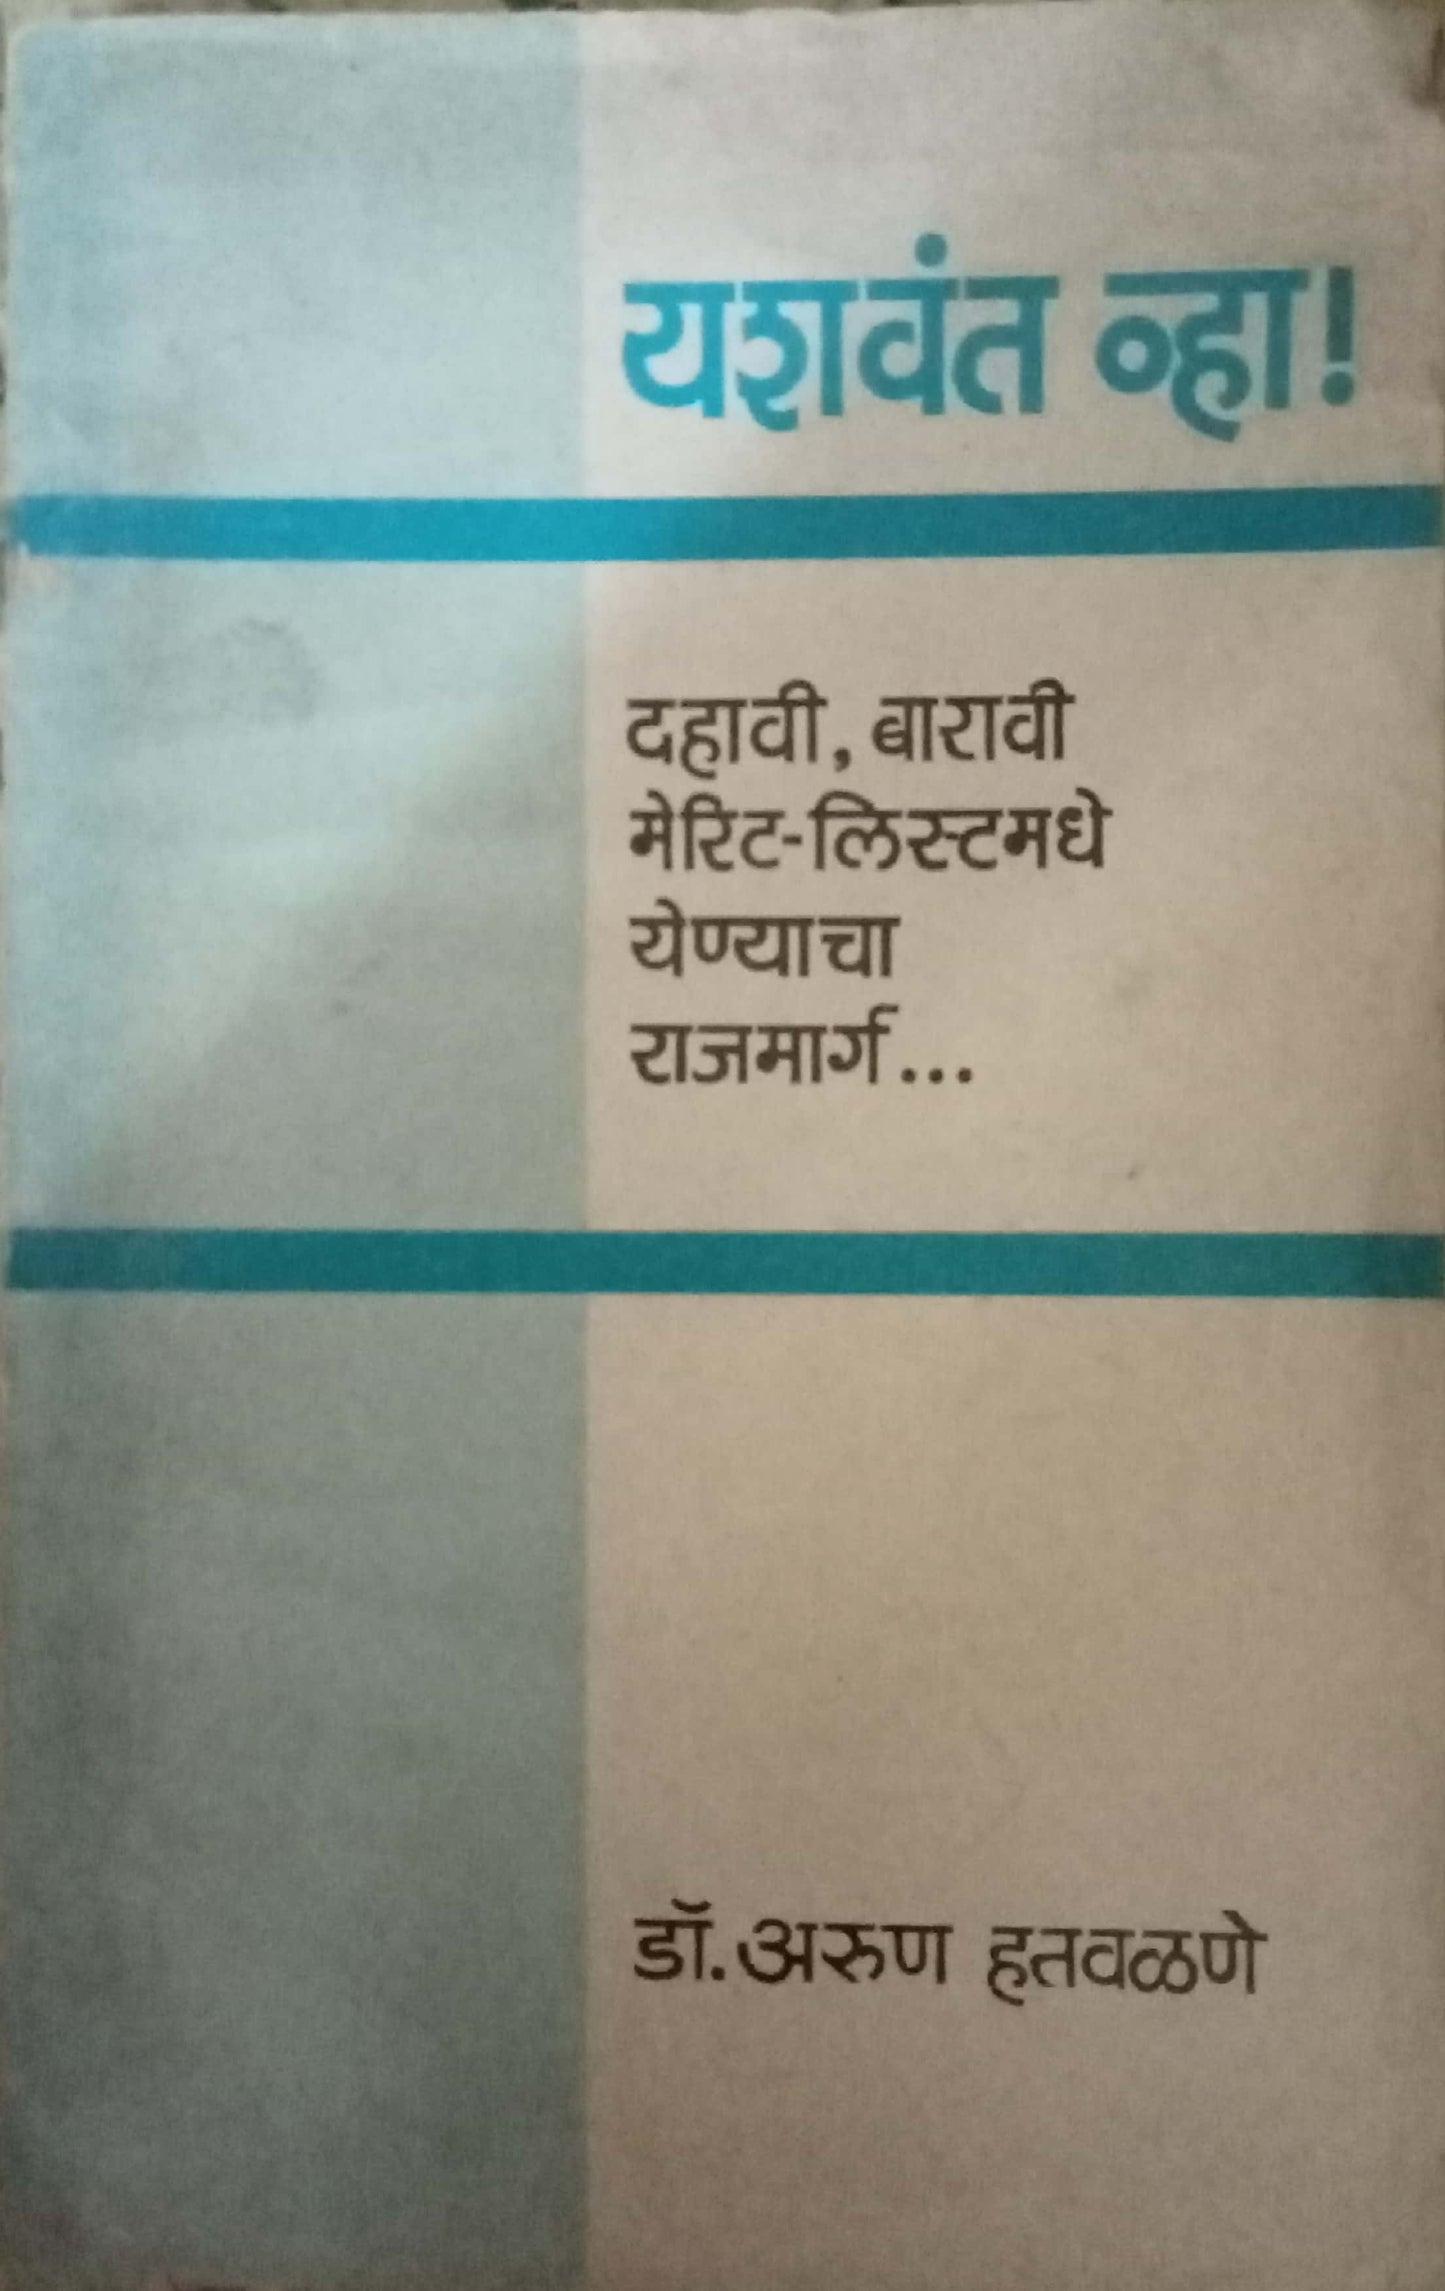 यशवंत व्हा!
दहावी, बारावी
मेरिट-लिस्टमधे
येण्याचा
राजमार्ग...
डॉ. अरुण हतवळणे